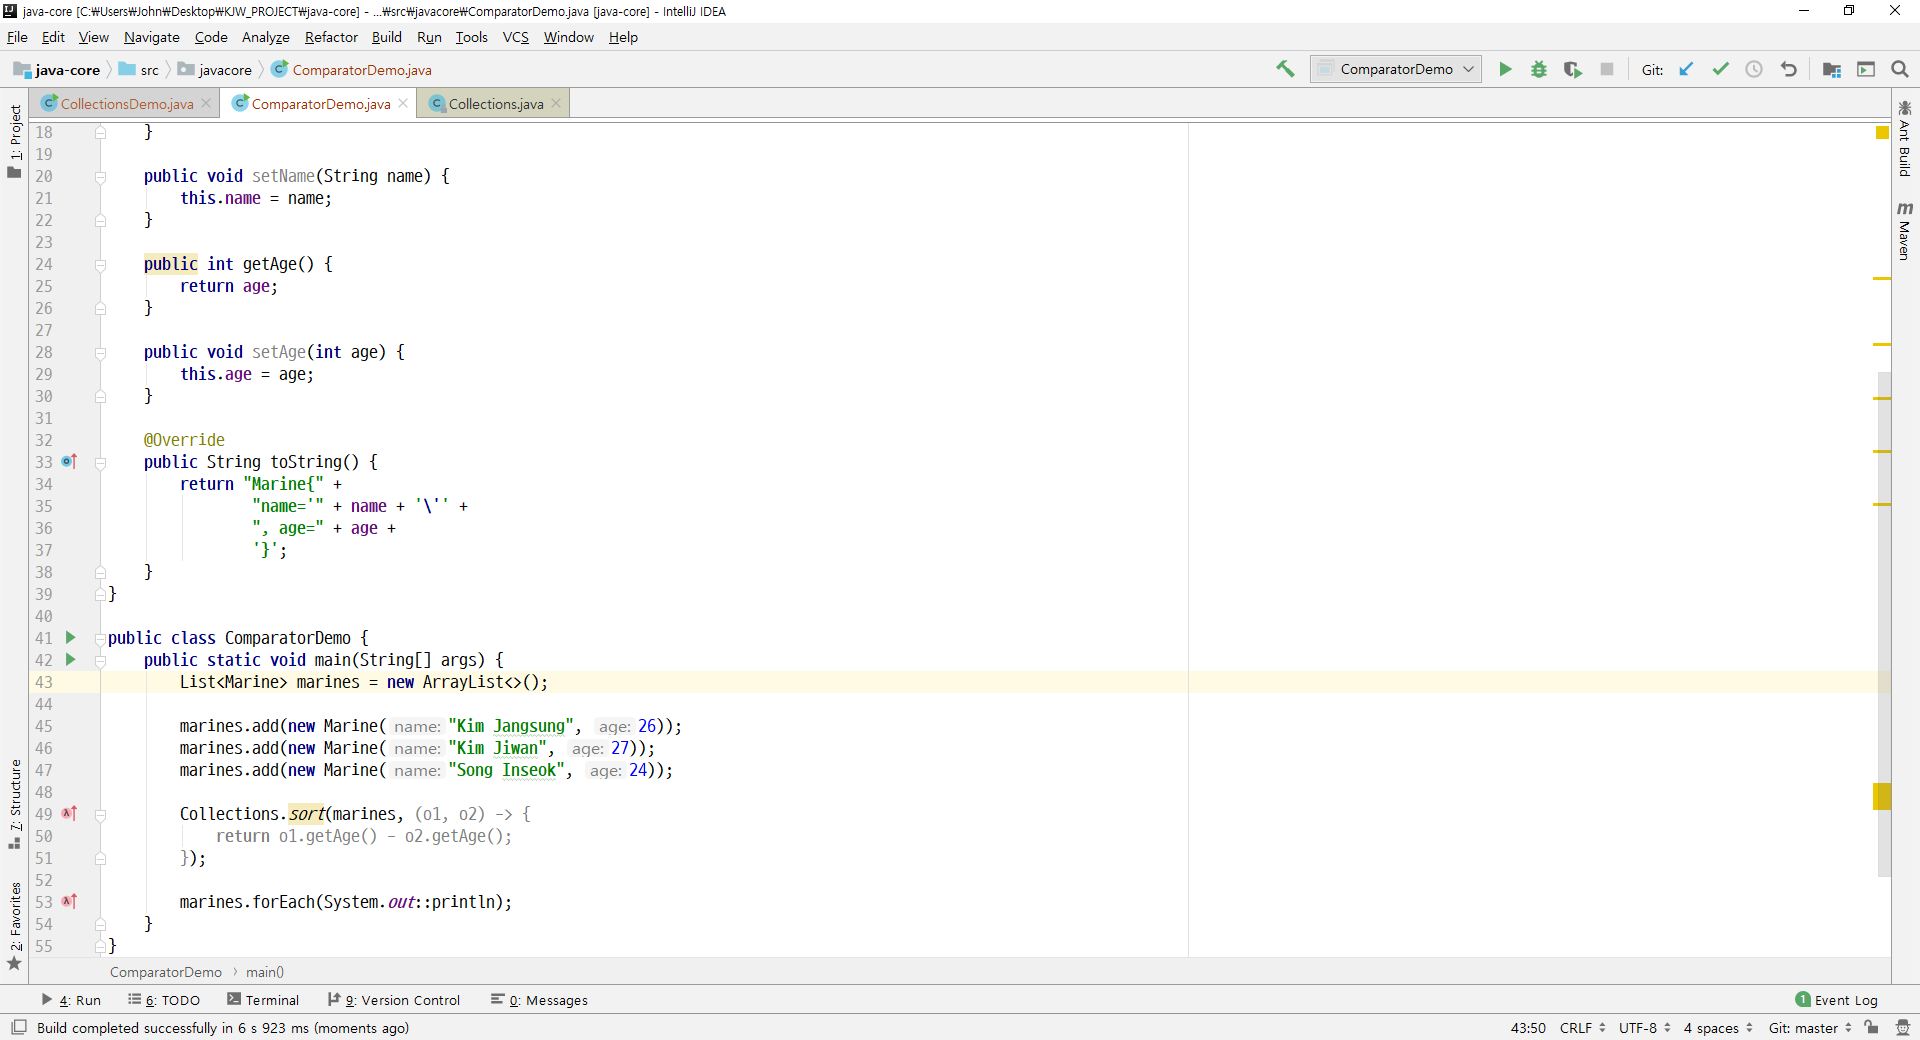 java-core [C:\Users\John\Desktop\KJW_PROJECT\java-core] - ...\src\javacore\ComparatorDemo.java [java-core] - IntelliJ IDEA
File Edit View Navigate Code Analyze Refactor Build Run Tools VCS Window Help
java-core src javacore ComparatorDemo.java ComparatorDemo Git:
CollectionsDemo.java ComparatorDemo.java Collections.java
1: Project
7: Structure
2: Favorites
Ant Build
m Maven
18 }
19
20 public void setName(String name) {
21 this.name = name;
22 }
23
24 public int getAge() {
25 return age;
26 }
27
28 public void setAge(int age) {
29 this.age = age;
30 }
31
32 @Override
33 public String toString() {
34 return "Marine{" +
35 "name='" + name + '\'' +
36 ", age=" + age +
37 '}';
38 }
39 }
40
41 public class ComparatorDemo {
42 public static void main(String[] args) {
43 List<Marine> marines = new ArrayList<>();
44
45 marines.add(new Marine( name: "Kim Jangsung", age: 26));
46 marines.add(new Marine( name: "Kim Jiwan", age: 27));
47 marines.add(new Marine( name: "Song Inseok", age: 24));
48
49 Collections.sort(marines, (o1, o2) -> {
50 return o1.getAge() - o2.getAge();
51 });
52
53 marines.forEach(System.out::println);
54 }
55 }
ComparatorDemo › main()
4: Run 6: TODO Terminal 9: Version Control 0: Messages 1 Event Log
Build completed successfully in 6 s 923 ms (moments ago) 43:50 CRLF UTF-8 4 spaces Git: master